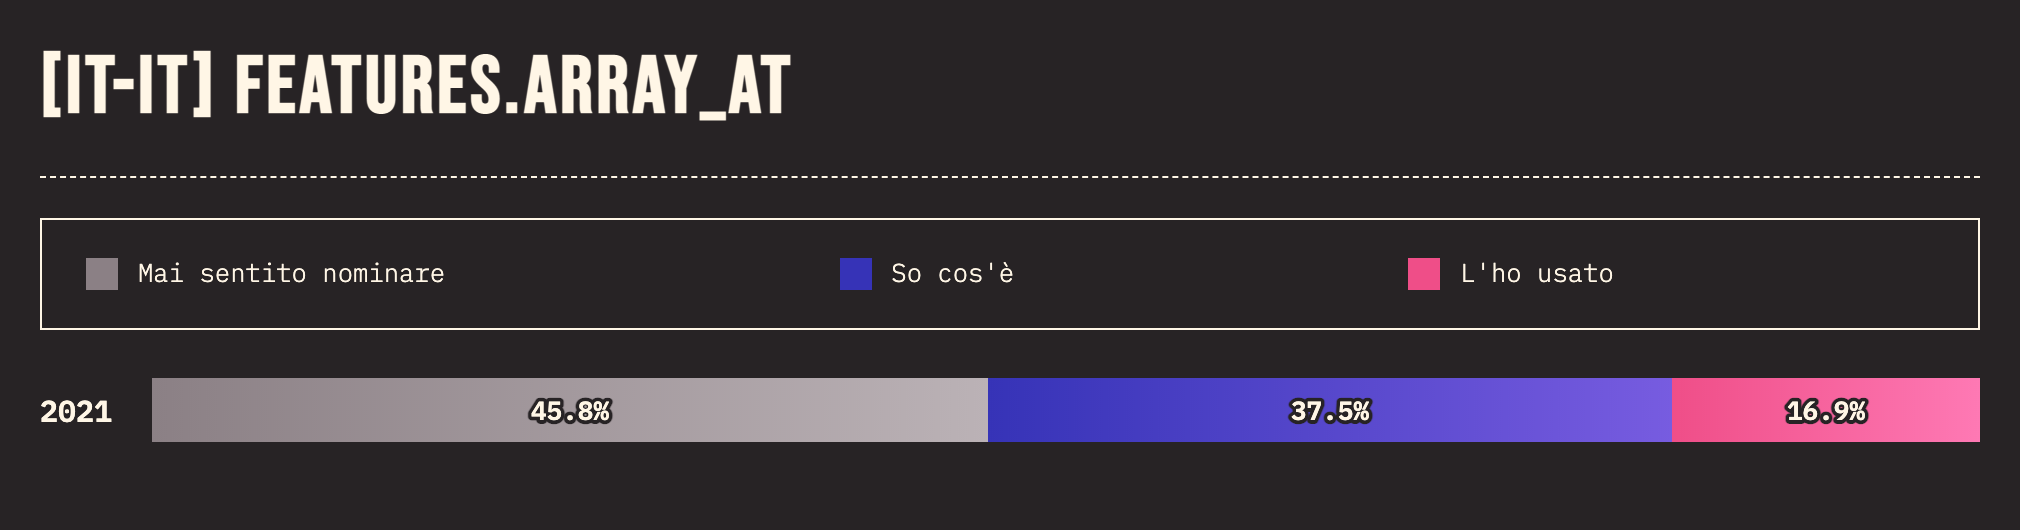 [IT-IT] FEATURES.ARRAY_AT
Mai sentito nominare
So cos'è
L'ho usato
2021
45.8%
37.5%
16.9%